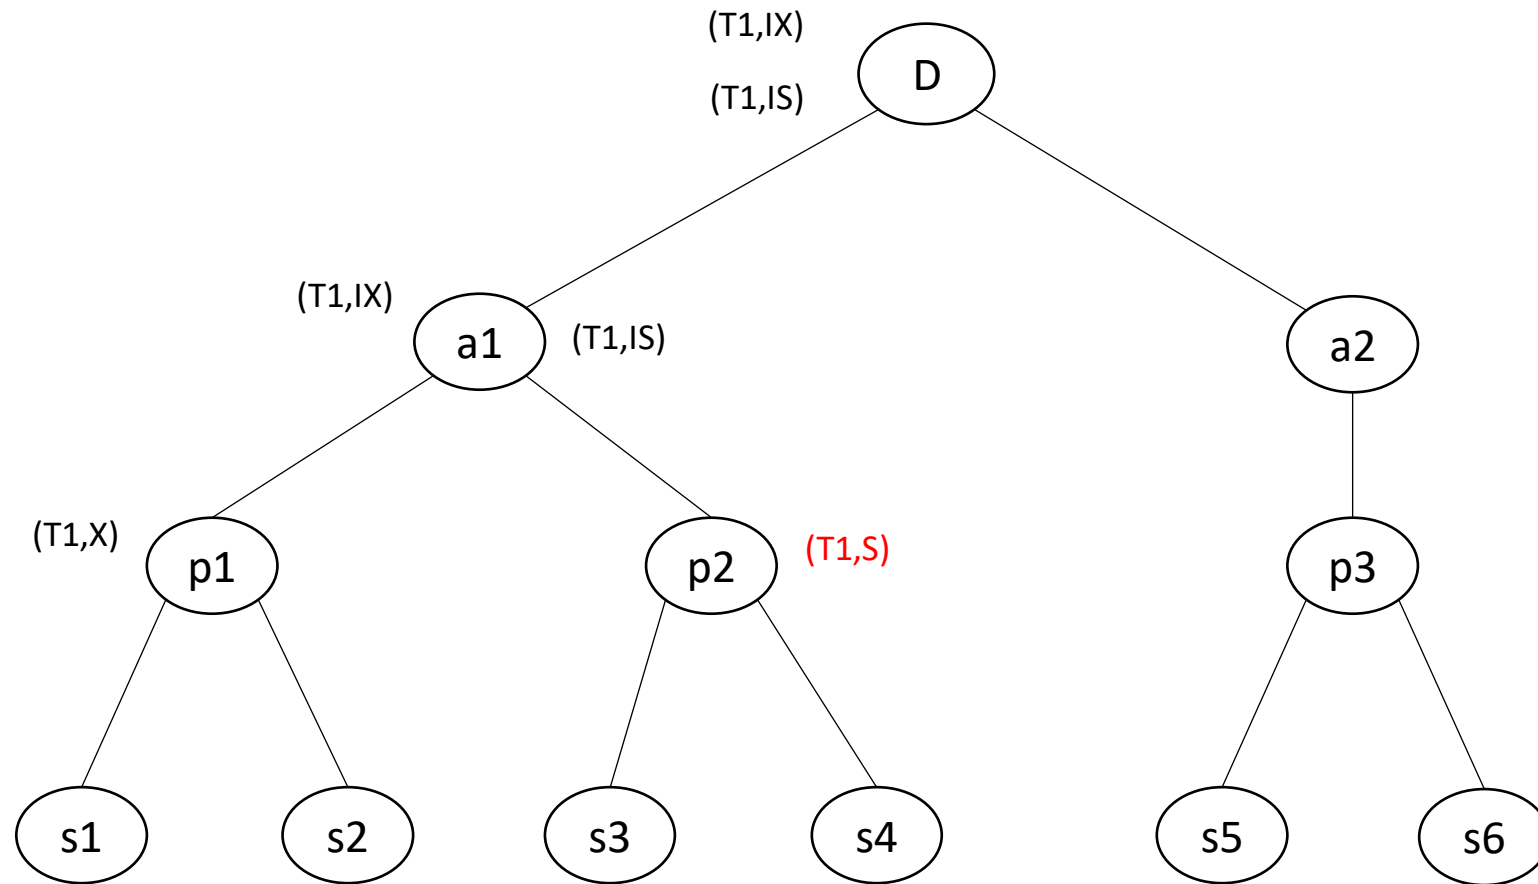 (T1,IX)
D
(T1,IS)
(T1,IX)
a1
(T1,IS)
a2
(T1,X)
p1
p2
(T1,S)
p3
s1
s2
s3
s4
s5
s6